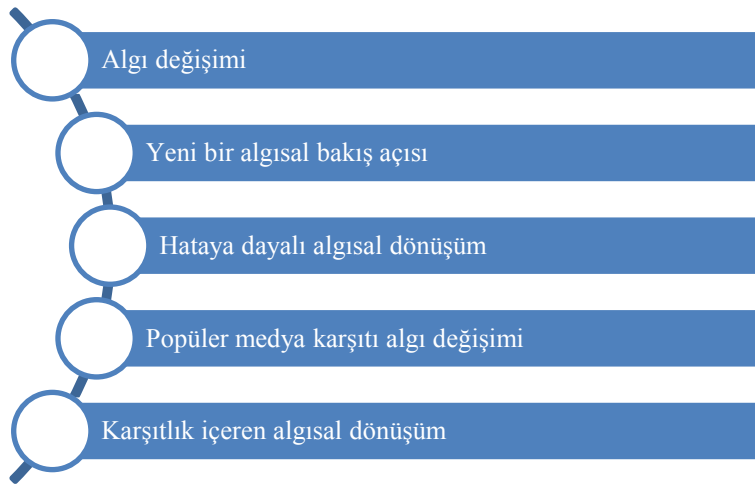 Algı değişimi
Yeni bir algısal bakış açısı
Hataya dayalı algısal dönüşüm
Popüler medya karşıtı algı değişimi
Karşıtlık içeren algısal dönüşüm